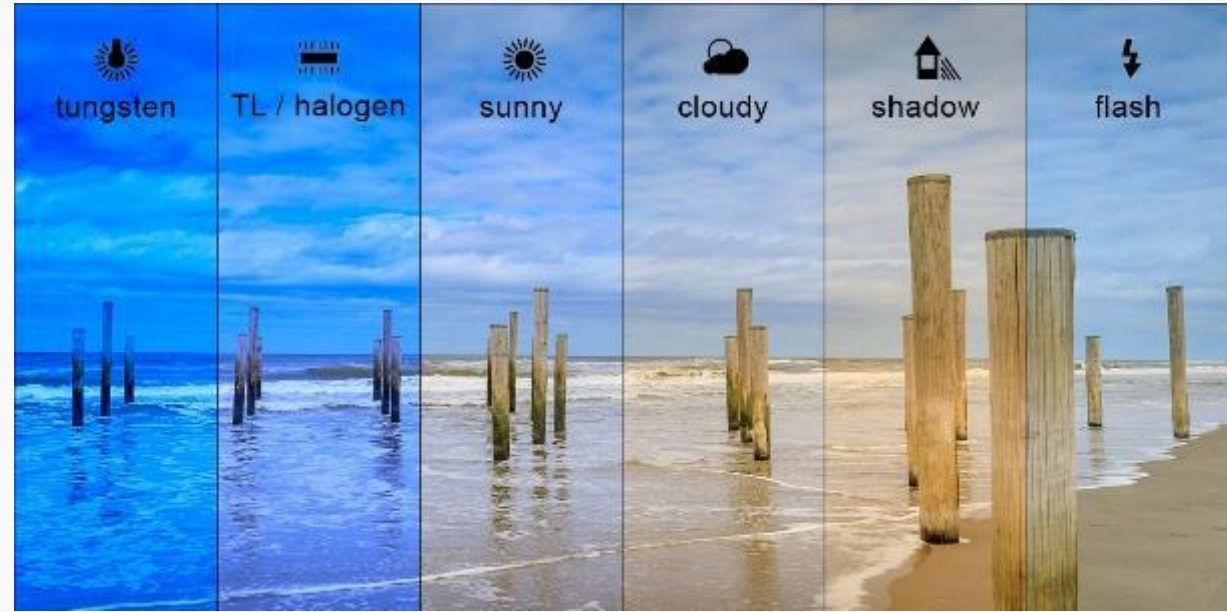 tungsten
TL / halogen
sunny
cloudy
shadow
flash